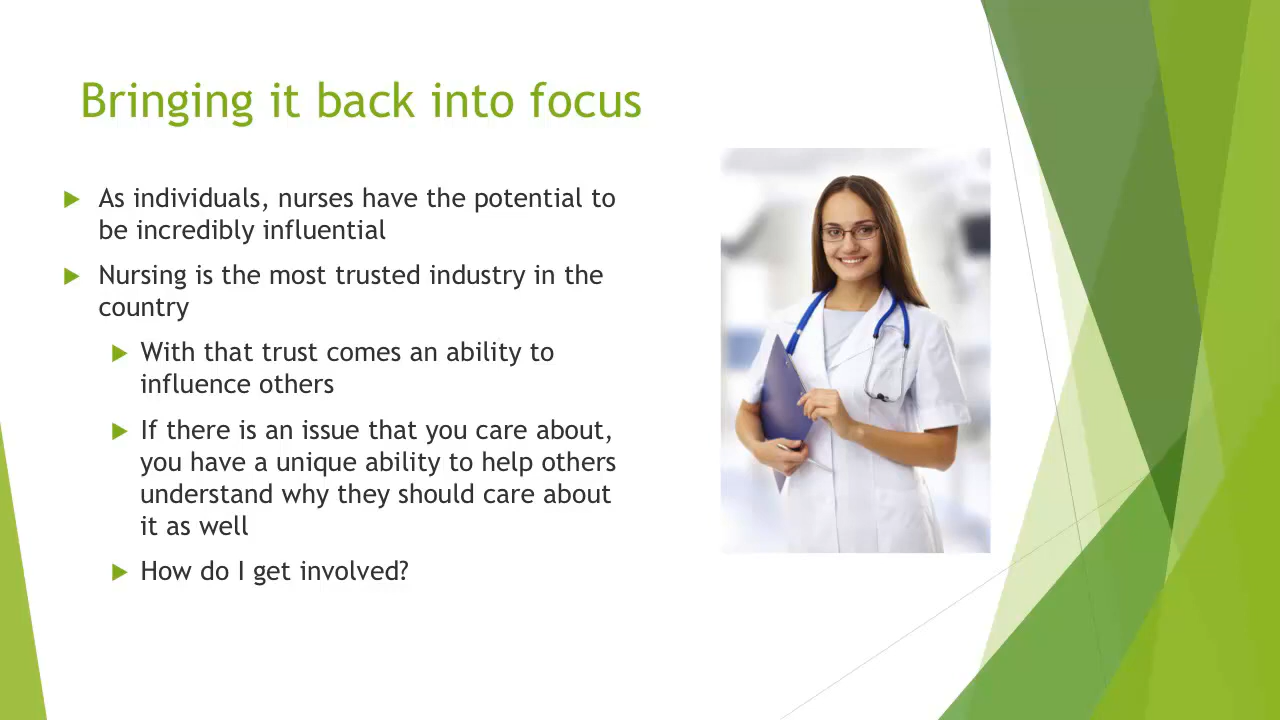 Bringing it back into focus
As individuals, nurses have the potential to
be incredibly influential
Nursing is the most trusted industry in the
country
With that trust comes an ability to
influence others
If there is an issue that you care about,
you have a unique ability to help others
understand why they should care about
it as well
How do I get involved?